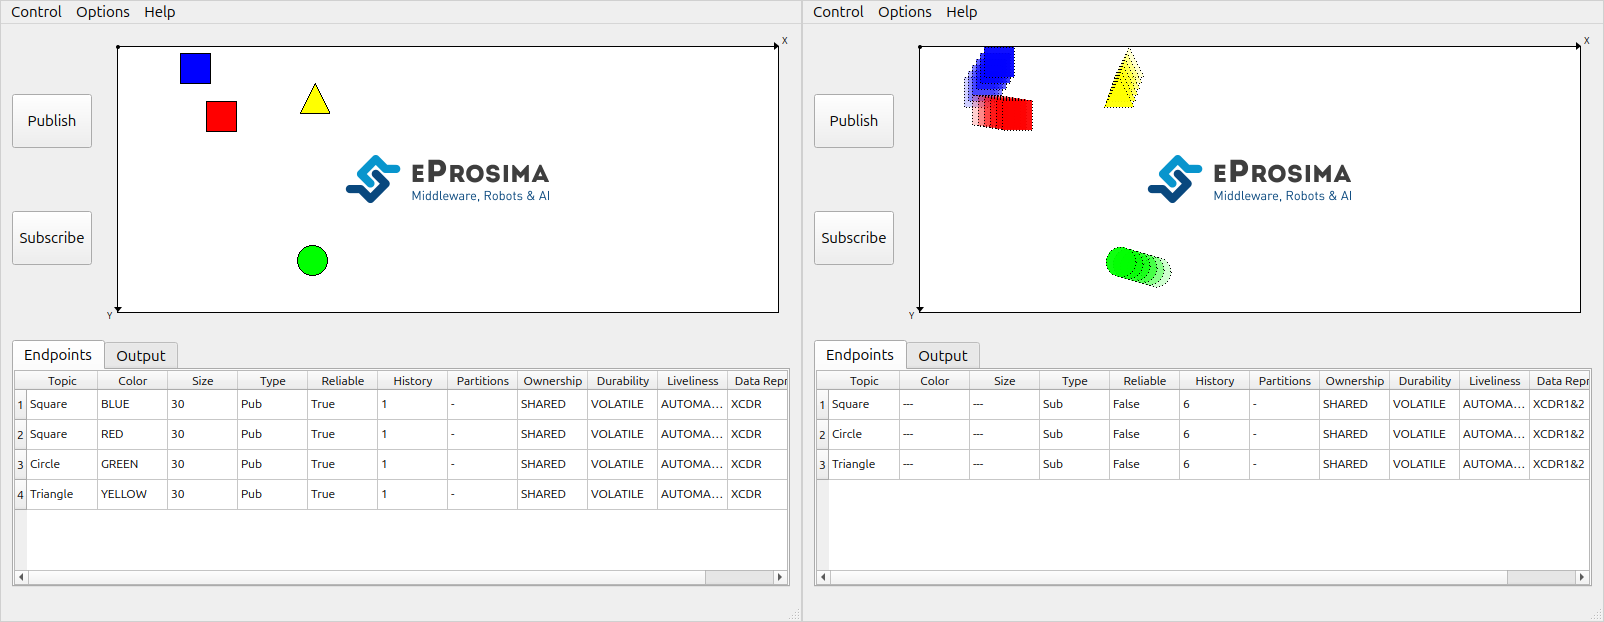 Control Options Help
X
Publish
EPROSIMA
Middleware, Robots & AI
Subscribe
Y
Endpoints Output
Topic Color Size Type Reliable History Partitions Ownership Durability Liveliness Data Repr
1 Square BLUE 30 Pub True 1 - SHARED VOLATILE AUTOMA... XCDR
2 Square RED 30 Pub True 1 - SHARED VOLATILE AUTOMA... XCDR
3 Circle GREEN 30 Pub True 1 - SHARED VOLATILE AUTOMA... XCDR
4 Triangle YELLOW 30 Pub True 1 - SHARED VOLATILE AUTOMA... XCDR
Control Options Help
X
Publish
EPROSIMA
Middleware, Robots & AI
Subscribe
Y
Endpoints Output
Topic Color Size Type Reliable History Partitions Ownership Durability Liveliness Data Repr
1 Square --- --- Sub False 6 - SHARED VOLATILE AUTOMA... XCDR1&2
2 Circle --- --- Sub False 6 - SHARED VOLATILE AUTOMA... XCDR1&2
3 Triangle --- --- Sub False 6 - SHARED VOLATILE AUTOMA... XCDR1&2